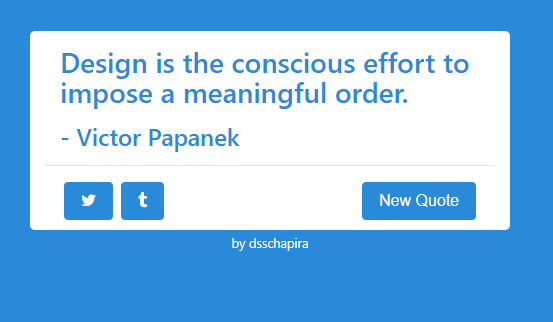 Design is the conscious effort to
impose a meaningful order.
- Victor Papanek
New Quote
by dsschapira